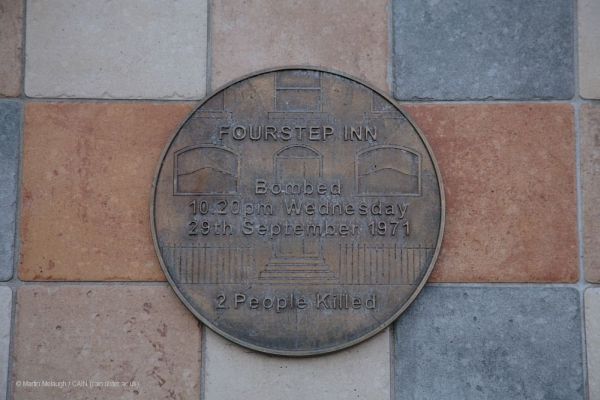 FOURSTEP INN
Bombed
10.20pm Wednesday
29th September 1971
2 People Killed
© Martin Melaugh / CAIN (cain.ulster.ac.uk)